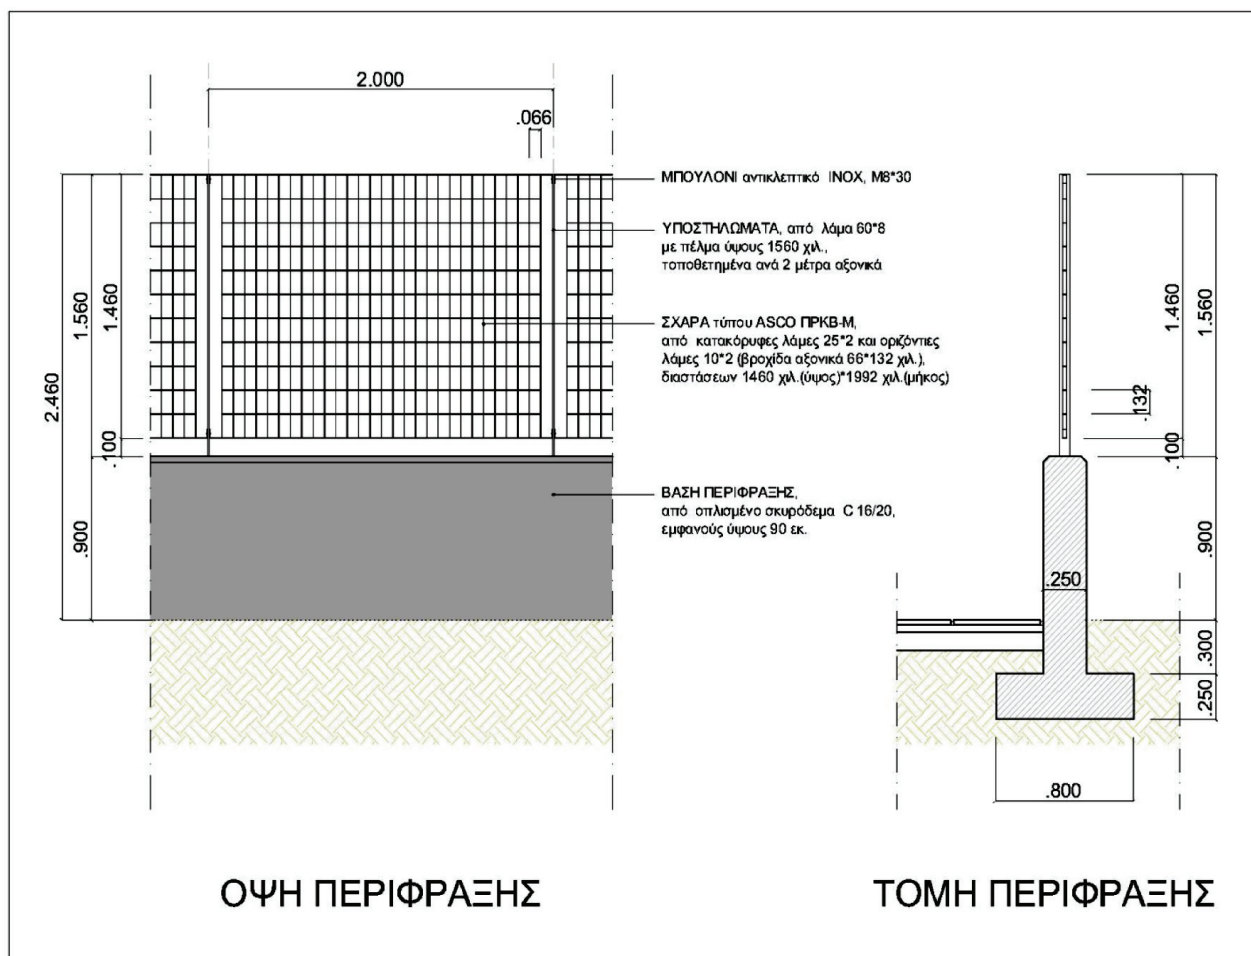 2.000
.066
ΜΠΟΥΛΟΝΙ αντικλεπτικό INOX, M8*30
ΥΠΟΣΤΗΛΩΜΑΤΑ, από λάμα 60*8
με πέλμα ύψους 1560 χιλ.,
τοποθετημένα ανά 2 μέτρα αξονικά
ΣΧΑΡΑ τύπου ASCO ΠΡΚΒ-Μ,
από κατακόρυφες λάμες 25*2 και οριζόντιες
λάμες 10*2 (βροχίδα αξονικά 66*132 χιλ.),
διαστάσεων 1460 χιλ.(ύψος)*1992 χιλ.(μήκος)
ΒΑΣΗ ΠΕΡΙΦΡΑΞΗΣ,
από οπλισμένο σκυρόδεμα C 16/20,
εμφανούς ύψους 90 εκ.
2.460
1.560
1.460
.100
.900
1.460
1.560
.132
.100
.900
.250
.300
.250
.800
ΟΨΗ ΠΕΡΙΦΡΑΞΗΣ
ΤΟΜΗ ΠΕΡΙΦΡΑΞΗΣ